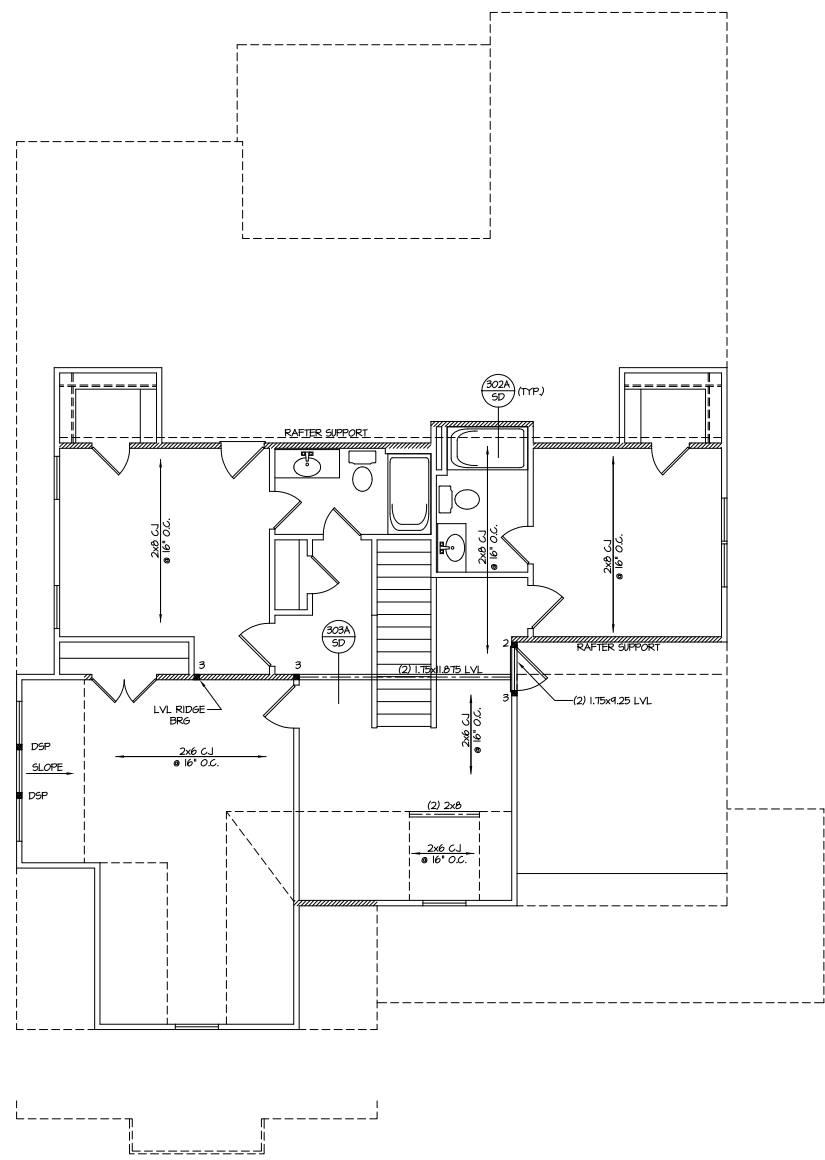 302A
SD
(TYP.)
RAFTER SUPPORT
2x8 CJ
@ 16" O.C.
2x8 CJ
@ 16" O.C.
2x8 CJ
@ 16" O.C.
303A
SD
2
RAFTER SUPPORT
3
3
(2) 1.75x11.875 LVL
3
(2) 1.75x9.25 LVL
LVL RIDGE
BRG
2x6 CJ
@ 16" O.C.
DSP
2x6 CJ
@ 16" O.C.
SLOPE
DSP
(2) 2x8
2x6 CJ
@ 16" O.C.